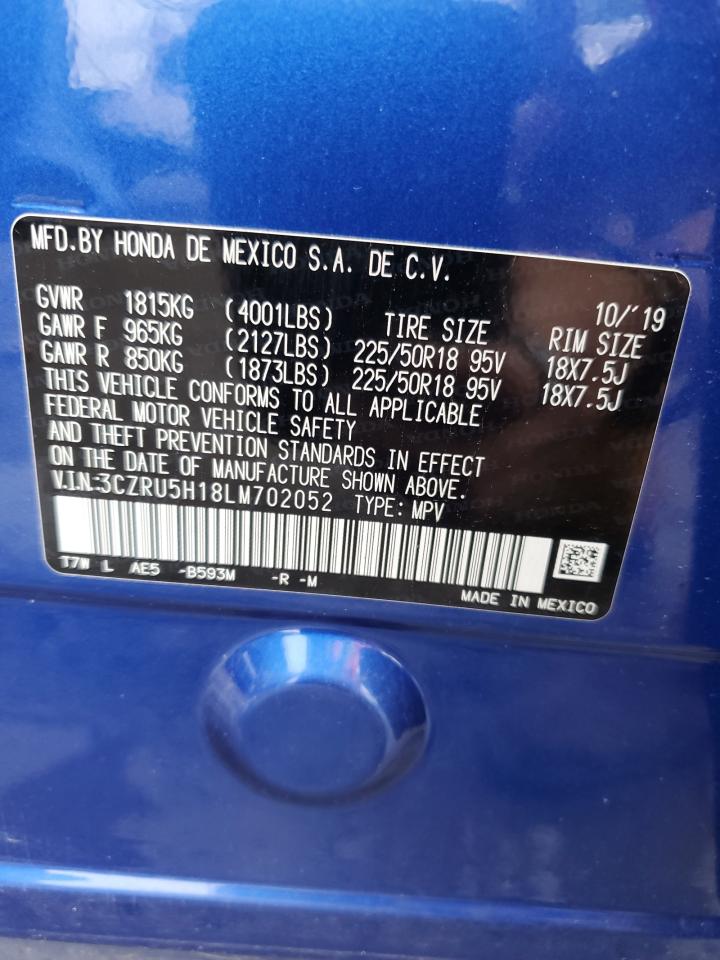 MFD.BY HONDA DE MEXICO S.A. DE C.V.
10/'19
GVWR 1815KG (4001LBS) TIRE SIZE RIM SIZE
GAWR F 965KG (2127LBS) 225/50R18 95V 18X7.5J
GAWR R 850KG (1873LBS) 225/50R18 95V 18X7.5J
THIS VEHICLE CONFORMS TO ALL APPLICABLE
FEDERAL MOTOR VEHICLE SAFETY
AND THEFT PREVENTION STANDARDS IN EFFECT
ON THE DATE OF MANUFACTURE SHOWN ABOVE.
V.I.N:3CZRU5H18LM702052 TYPE: MPV
T7W L AE5 -B593M -R -M
MADE IN MEXICO